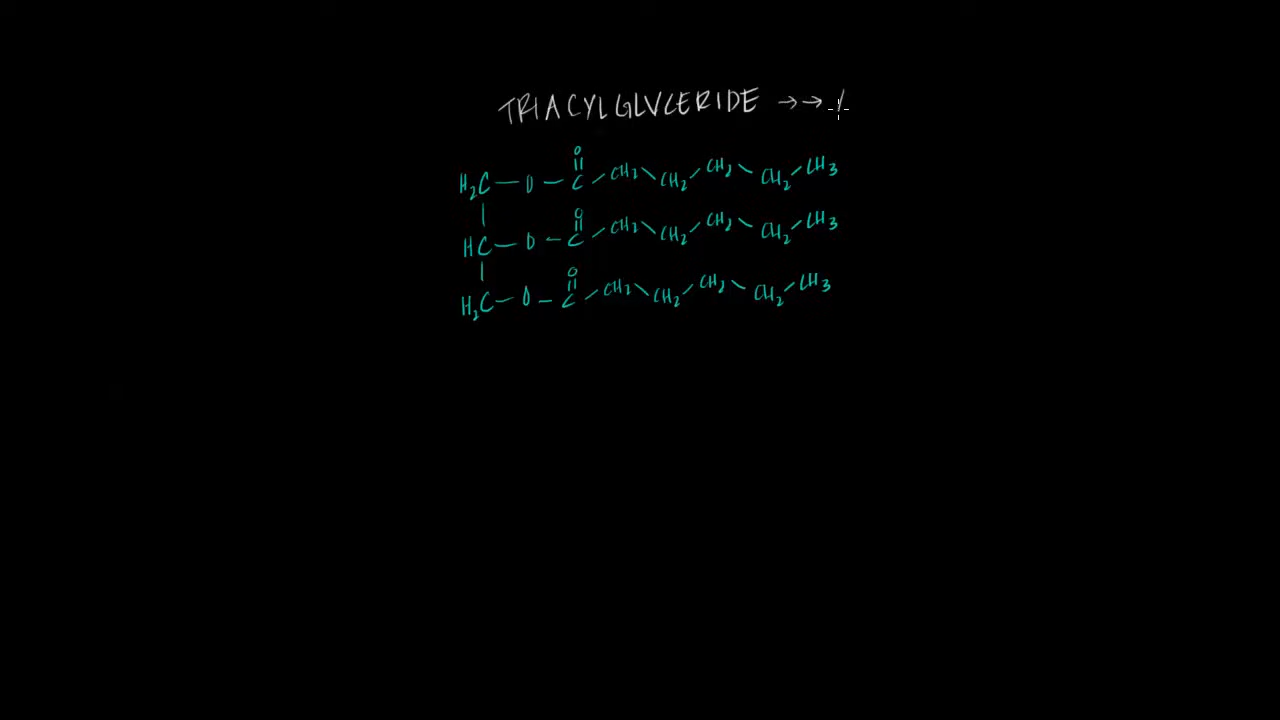 TRIACYLGLYCERIDE →→
O
H₂C — O — C / CH₂ \ CH₂ / CH₂ \ CH₂ / CH₃
O
HC — O — C / CH₂ \ CH₂ / CH₂ \ CH₂ / CH₃
O
H₂C — O — C / CH₂ \ CH₂ / CH₂ \ CH₂ / CH₃